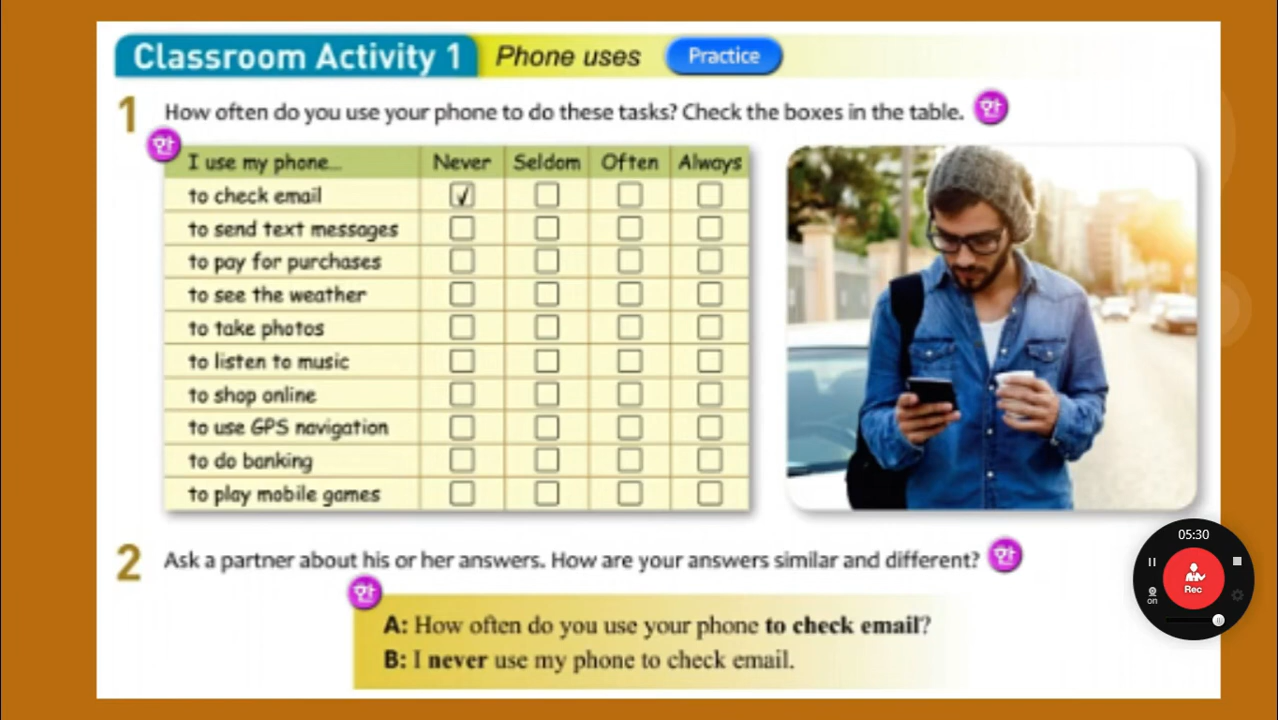 Classroom Activity 1 Phone uses Practice
1 How often do you use your phone to do these tasks? Check the boxes in the table. 한
한
I use my phone... Never Seldom Often Always
to check email
to send text messages
to pay for purchases
to see the weather
to take photos
to listen to music
to shop online
to use GPS navigation
to do banking
to play mobile games
05:30
Rec
on
2 Ask a partner about his or her answers. How are your answers similar and different? 한
한
A: How often do you use your phone to check email?
B: I never use my phone to check email.